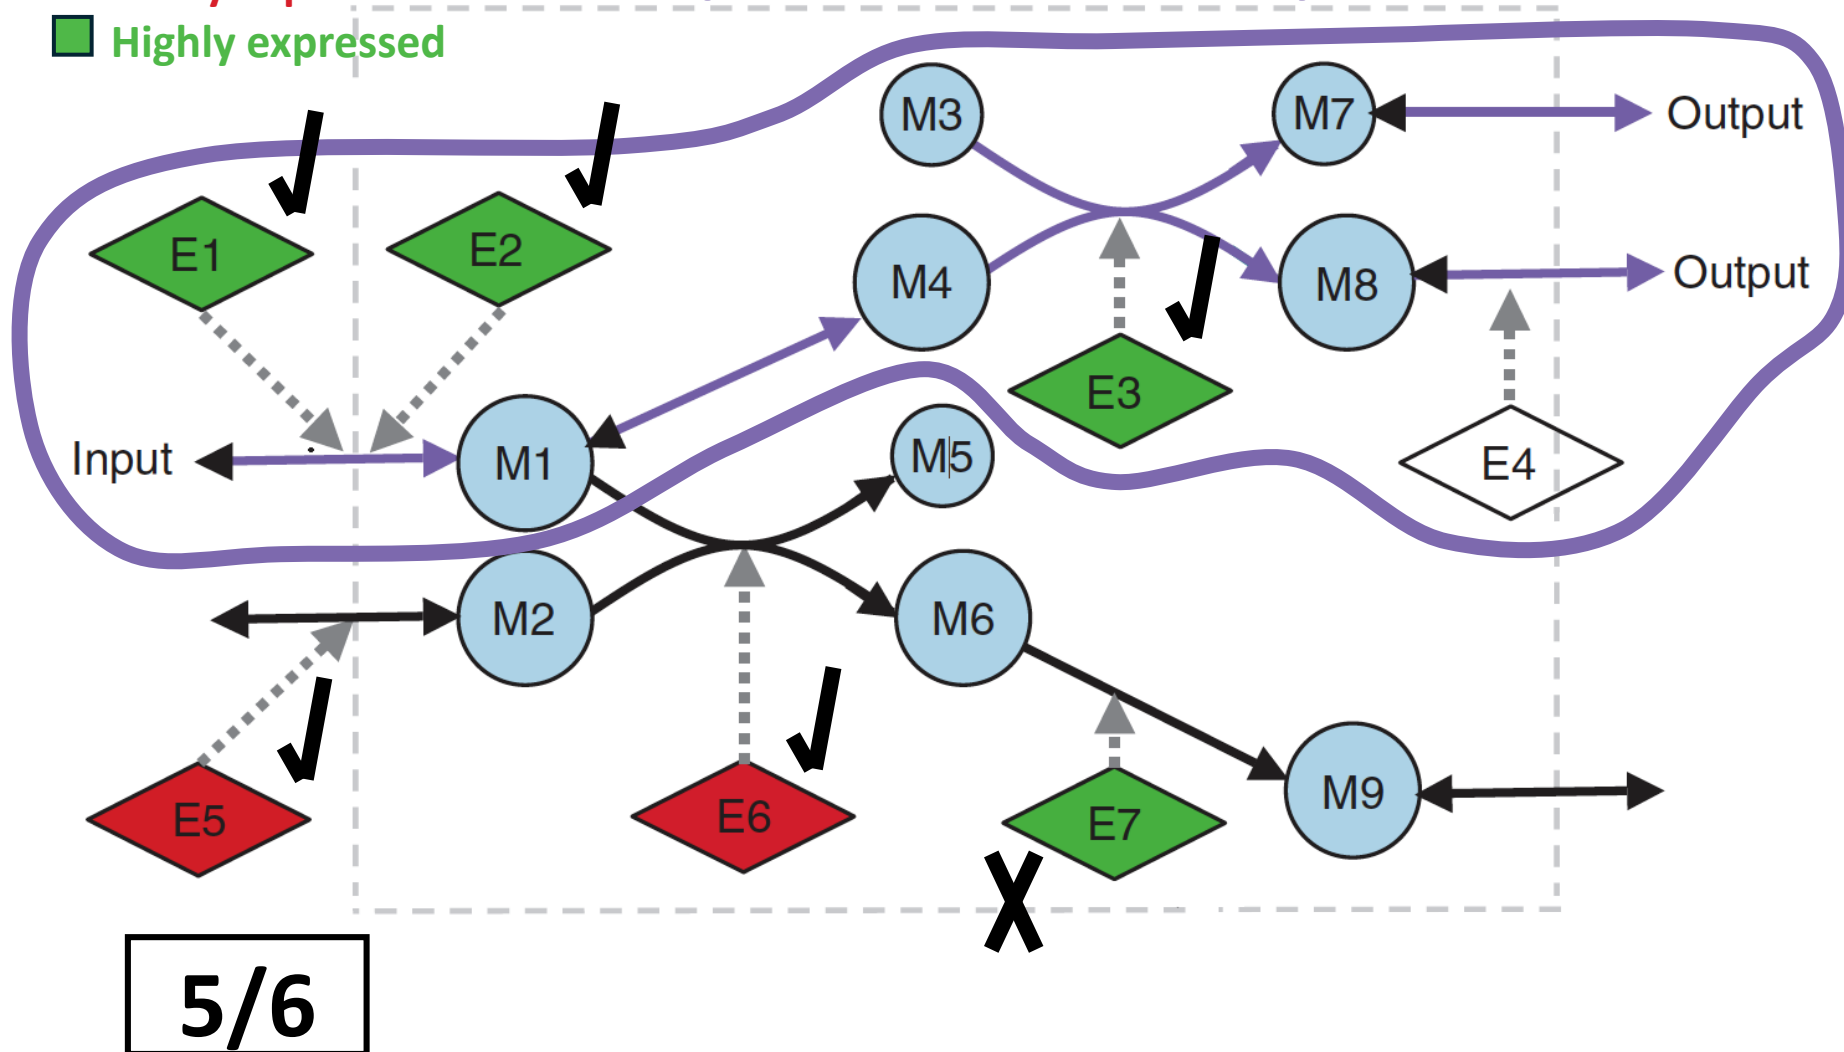 Highly expressed
M3
M7
Output
E1
E2
M4
M8
Output
E3
Input
M1
M5
E4
M2
M6
E5
E6
E7
M9
5/6